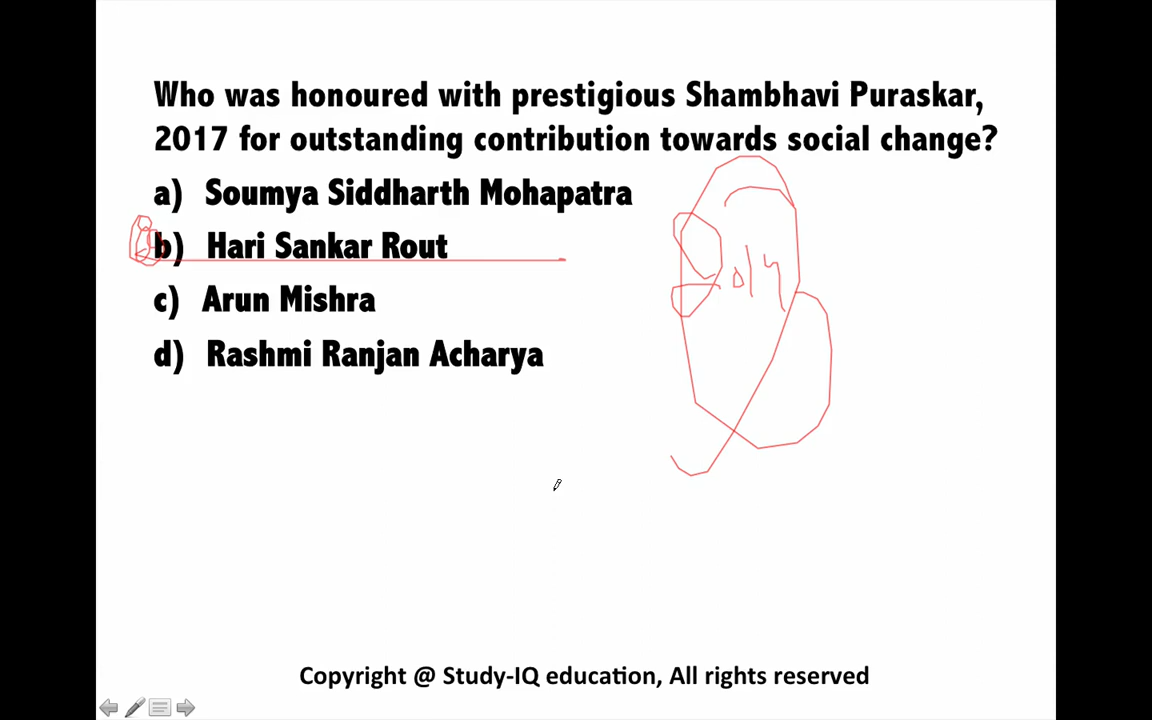 Who was honoured with prestigious Shambhavi Puraskar,
2017 for outstanding contribution towards social change?
a) Soumya Siddharth Mohapatra
b) Hari Sankar Rout
c) Arun Mishra
d) Rashmi Ranjan Acharya
Copyright @ Study-IQ education, All rights reserved